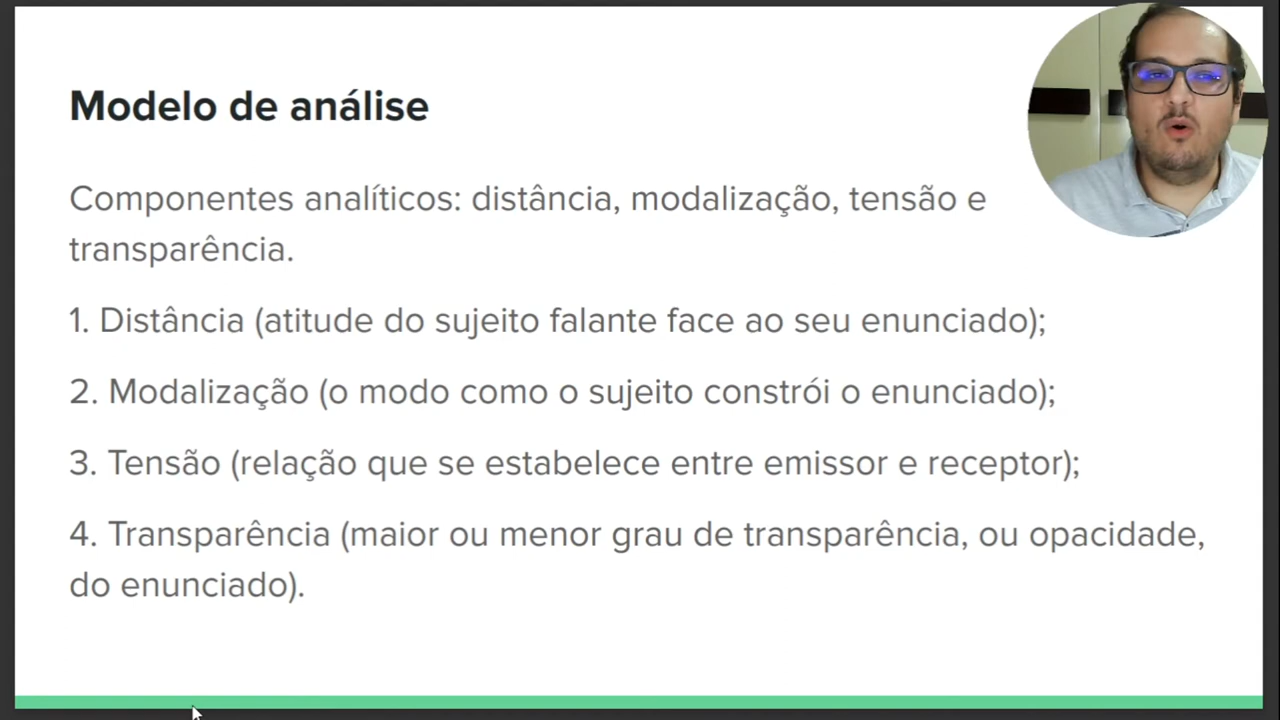 Modelo de análise
Componentes analíticos: distância, modalização, tensão e
transparência.
1. Distância (atitude do sujeito falante face ao seu enunciado);
2. Modalização (o modo como o sujeito constrói o enunciado);
3. Tensão (relação que se estabelece entre emissor e receptor);
4. Transparência (maior ou menor grau de transparência, ou opacidade,
do enunciado).